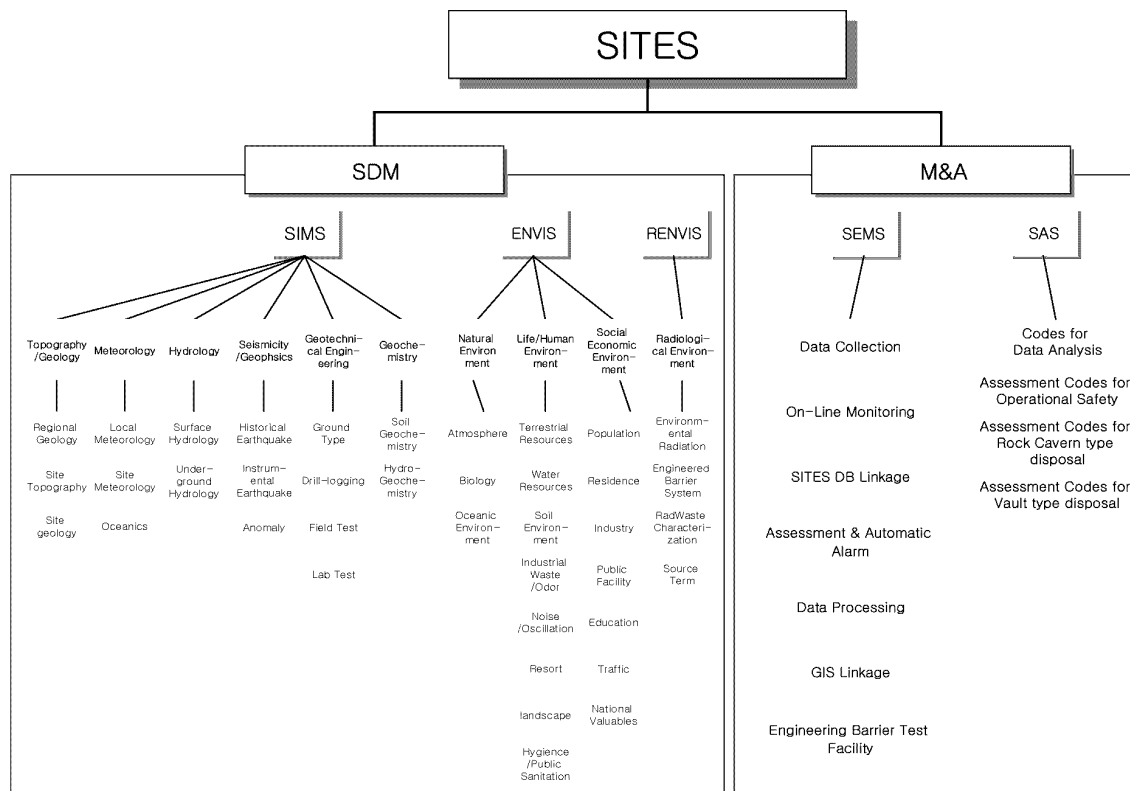 SITES
SDM
M&A
SIMS
ENVIS
RENVIS
SEMS
SAS
Topography
/Geology
Meteorology
Hydrology
Seismicity
/Geophsics
Geotechni-
cal Engin-
eering
Geoche-
mistry
Natural
Environ-
ment
Life/Human
Environ-
ment
Social
Economic
Environ-
ment
Radiologi-
cal Environ-
ment
Regional
Geology
Site
Topography
Site
geology
Local
Meteorology
Site
Meteorology
Oceanics
Surface
Hydrology
Under-
ground
Hydrology
Historical
Earthquake
Instrum-
ental
Earthquake
Anomaly
Ground
Type
Drill-logging
Field Test
Lab Test
Soil
Geoche-
mistry
Hydro-
Geoche-
mistry
Atmosphere
Biology
Oceanic
Environ-
ment
Terrestrial
Resources
Water
Resources
Soil
Environ-
ment
Industrial
Waste
/Odor
Noise
/Oscillation
Resort
landscape
Hygience
/Public
Sanitation
Population
Residence
Industry
Public
Facility
Education
Traffic
National
Valuables
Environm-
ental
Radiation
Engineered
Barrier
System
RadWaste
Characteri-
zation
Source
Term
Data Collection
On-Line Monitoring
SITES DB Linkage
Assessment & Automatic
Alarm
Data Processing
GIS Linkage
Engineering Barrier Test
Facility
Codes for
Data Analysis
Assessment Codes for
Operational Safety
Assessment Codes for
Rock Cavern type
disposal
Assessment Codes for
Vault type disposal